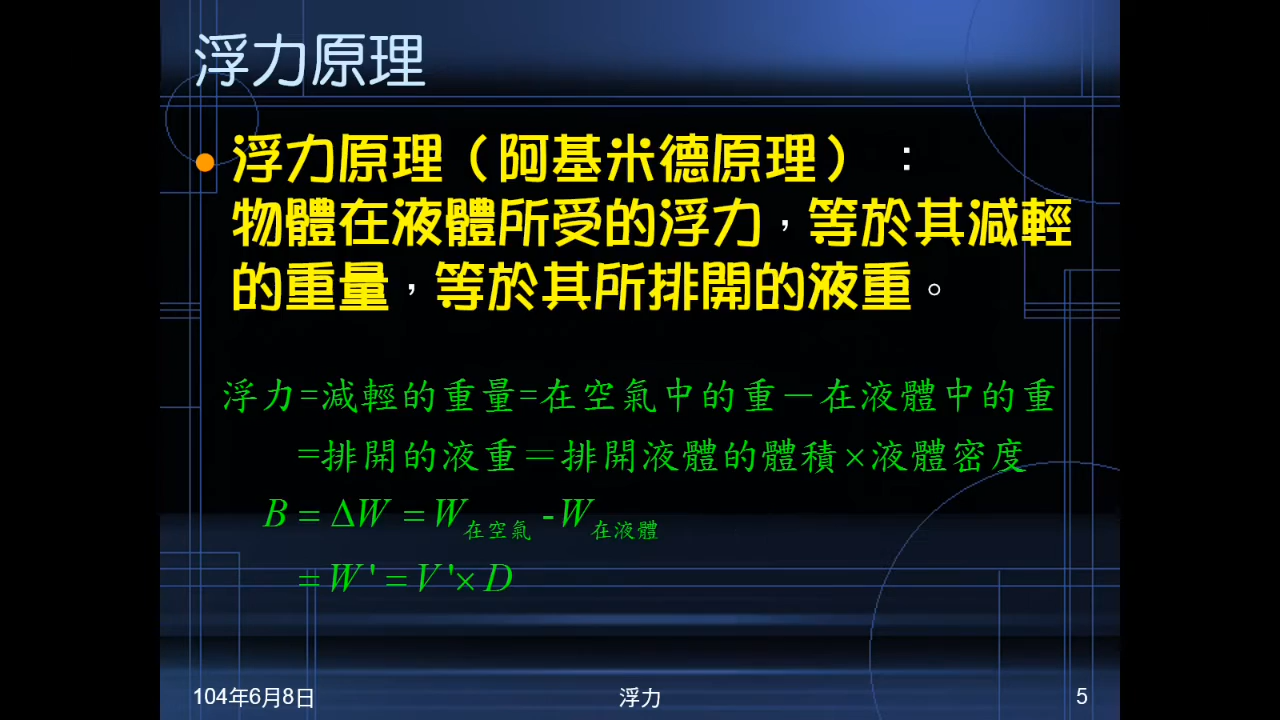 浮力原理
浮力原理（阿基米德原理）：
物體在液體所受的浮力，等於其減輕
的重量，等於其所排開的液重。
浮力=減輕的重量=在空氣中的重－在液體中的重
=排開的液重＝排開液體的體積×液體密度
B = ΔW = W在空氣 - W在液體
= W' = V'× D
104年6月8日 浮力 5